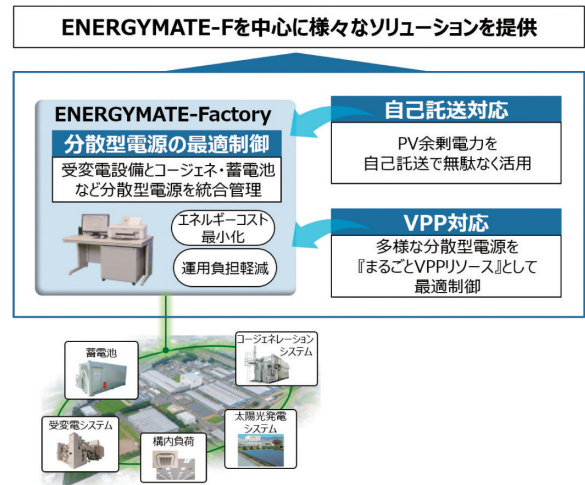 ENERGYMATE-Fを中心に様々なソリューションを提供
ENERGYMATE-Factory
分散型電源の最適制御
受変電設備とコージェネ・蓄電池
など分散型電源を統合管理
エネルギーコスト
最小化
運用負担軽減
自己託送対応
PV余剰電力を
自己託送で無駄なく活用
VPP対応
多様な分散型電源を
『まるごとVPPリソース』として
最適制御
蓄電池
コージェネレーション
システム
受変電システム
構内負荷
太陽光発電
システム